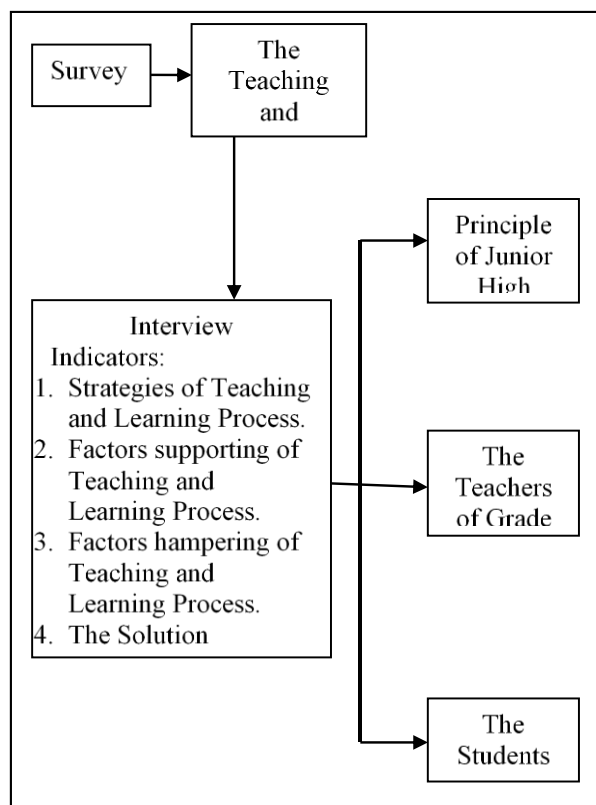 Survey
The
Teaching
and
Principle
of Junior
High
Interview
Indicators:
1. Strategies of Teaching
and Learning Process.
2. Factors supporting of
Teaching and
Learning Process.
3. Factors hampering of
Teaching and
Learning Process.
4. The Solution
The
Teachers
of Grade
The
Students